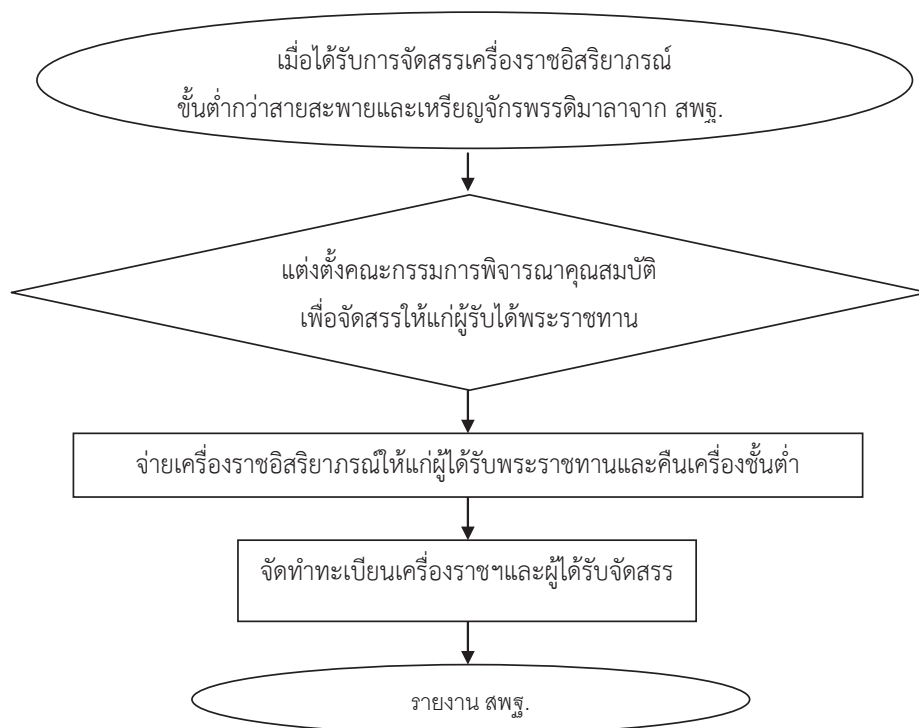 เมื่อได้รับการจัดสรรเครื่องราชอิสริยาภรณ์
ขั้นต่ำกว่าสายสะพายและเหรียญจักรพรรดิมาลาจาก สพฐ.
แต่งตั้งคณะกรรมการพิจารณาคุณสมบัติ
เพื่อจัดสรรให้แก่ผู้รับได้พระราชทาน
จ่ายเครื่องราชอิสริยาภรณ์ให้แก่ผู้ได้รับพระราชทานและคืนเครื่องชั้นต่ำ
จัดทำทะเบียนเครื่องราชฯและผู้ได้รับจัดสรร
รายงาน สพฐ.